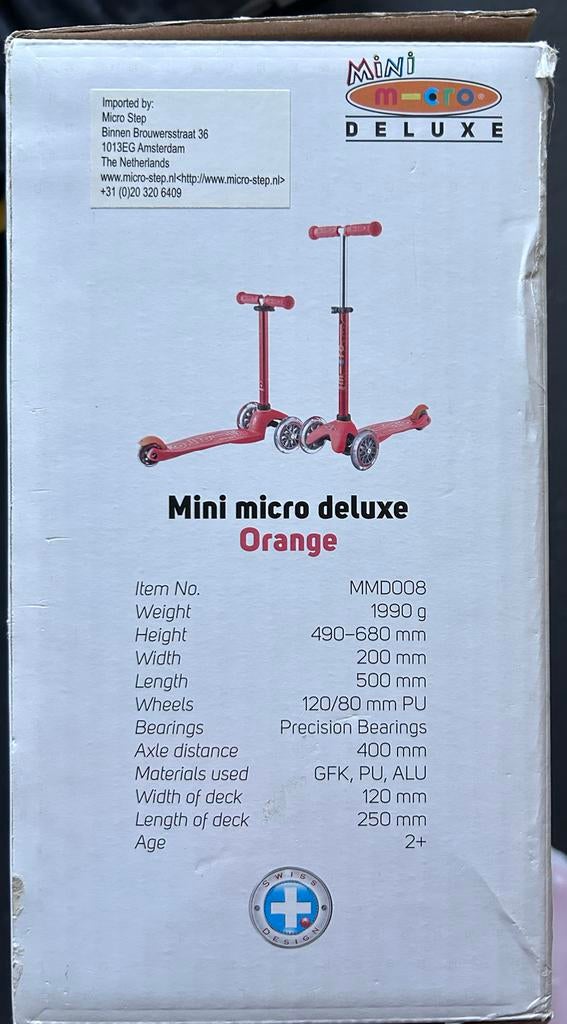 MiNi
m-cro
DELUXE
Imported by:
Micro Step
Binnen Brouwersstraat 36
1013EG Amsterdam
The Netherlands
www.micro-step.nl<http://www.micro-step.nl>
+31 (0)20 320 6409
Mini micro deluxe
Orange
Item No. MMD008
Weight 1990 g
Height 490–680 mm
Width 200 mm
Length 500 mm
Wheels 120/80 mm PU
Bearings Precision Bearings
Axle distance 400 mm
Materials used GFK, PU, ALU
Width of deck 120 mm
Length of deck 250 mm
Age 2+
SWISS
DESIGN